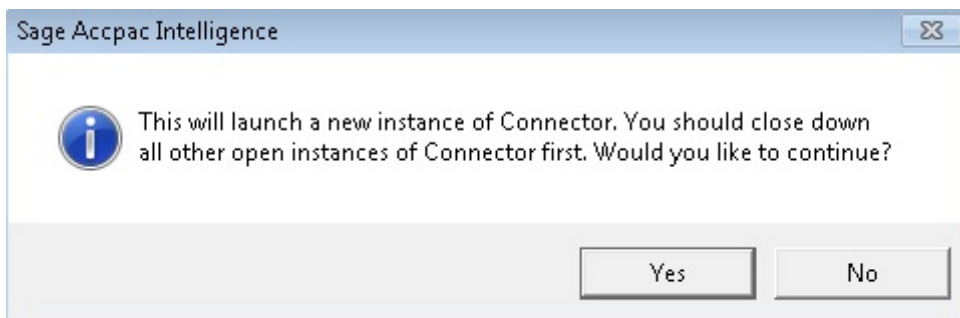 Sage Accpac Intelligence
This will launch a new instance of Connector. You should close down
all other open instances of Connector first. Would you like to continue?
Yes No